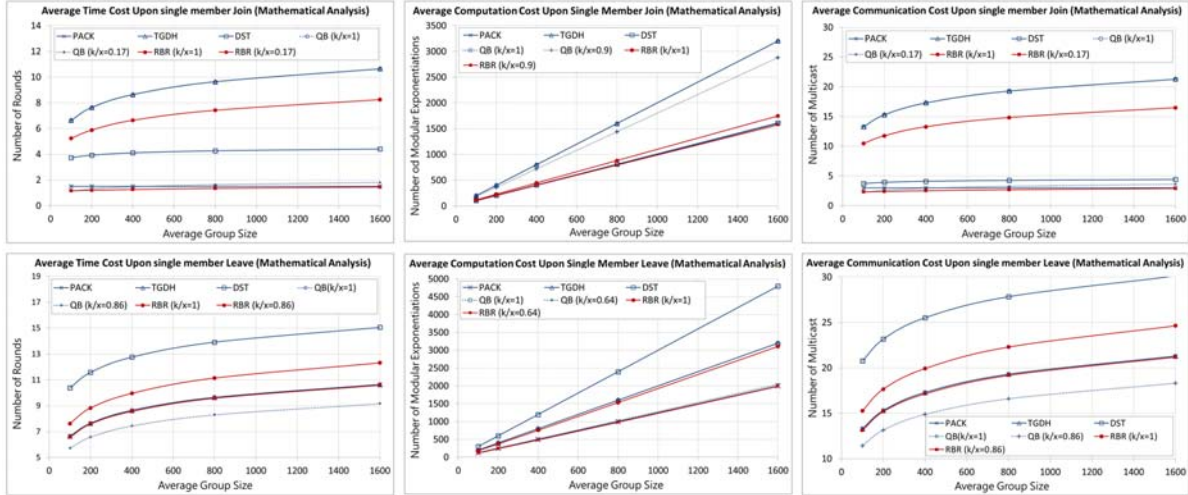 Average Time Cost Upon single member Join (Mathematical Analysis)
PACK TGDH DST QB (k/x=1)
QB (k/x=0.17) RBR (k/x=1) RBR (k/x=0.17)
Number of Rounds
14
12
10
8
6
4
2
0
0 200 400 600 800 1000 1200 1400 1600
Average Group Size
Average Computation Cost Upon Single Member Join (Mathematical Analysis)
PACK TGDH DST
QB (k/x=1) QB (k/x=0.9) RBR (k/x=1)
RBR (k/x=0.9)
Number od Modular Exponentiations
3500
3000
2500
2000
1500
1000
500
0
0 200 400 600 800 1000 1200 1400 1600
Average Group Size
Average Communication Cost Upon single member Join (Mathematical Analysis)
PACK TGDH DST QB (k/x=1)
QB (k/x=0.17) RBR (k/x=1) RBR (k/x=0.17)
Number of Multicast
30
25
20
15
10
5
0
0 200 400 600 800 1000 1200 1400 1600
Average Group Size
Average Time Cost Upon single member Leave (Mathematical Analysis)
PACK TGDH DST QB(k/x=1)
QB (k/x=0.86) RBR (k/x=1) RBR (k/x=0.86)
Number of Rounds
19
17
15
13
11
9
7
5
0 200 400 600 800 1000 1200 1400 1600
Average Group Size
Average Computation Cost Upon Single Member Leave (Mathematical Analysis)
PACK TGDH DST
QB (k/x=1) QB (k/x=0.64) RBR (k/x=1)
RBR (k/x=0.64)
Number of Modular Exponentiations
5000
4500
4000
3500
3000
2500
2000
1500
1000
500
0
0 200 400 600 800 1000 1200 1400 1600
Average Group Size
Average Communication Cost Upon single member Leave (Mathematical Analysis)
Number of Multicast
30
25
20
15
10
PACK TGDH DST
QB(k/x=1) QB (k/x=0.86) RBR (k/x=1)
RBR (k/x=0.86)
0 200 400 600 800 1000 1200 1400 1600
Average Group Size